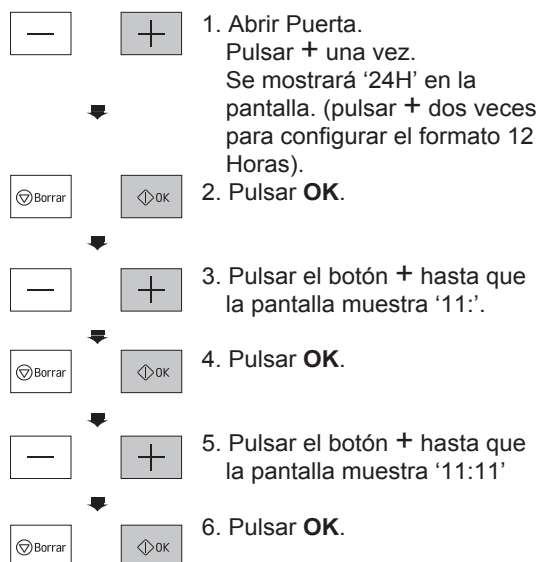 1. Abrir Puerta.
Pulsar + una vez.
Se mostrará ‘24H’ en la
pantalla. (pulsar + dos veces
para configurar el formato 12
Horas).
Borrar OK
2. Pulsar OK.
3. Pulsar el botón + hasta que
la pantalla muestra ‘11:’.
Borrar OK
4. Pulsar OK.
5. Pulsar el botón + hasta que
la pantalla muestra ‘11:11’
Borrar OK
6. Pulsar OK.